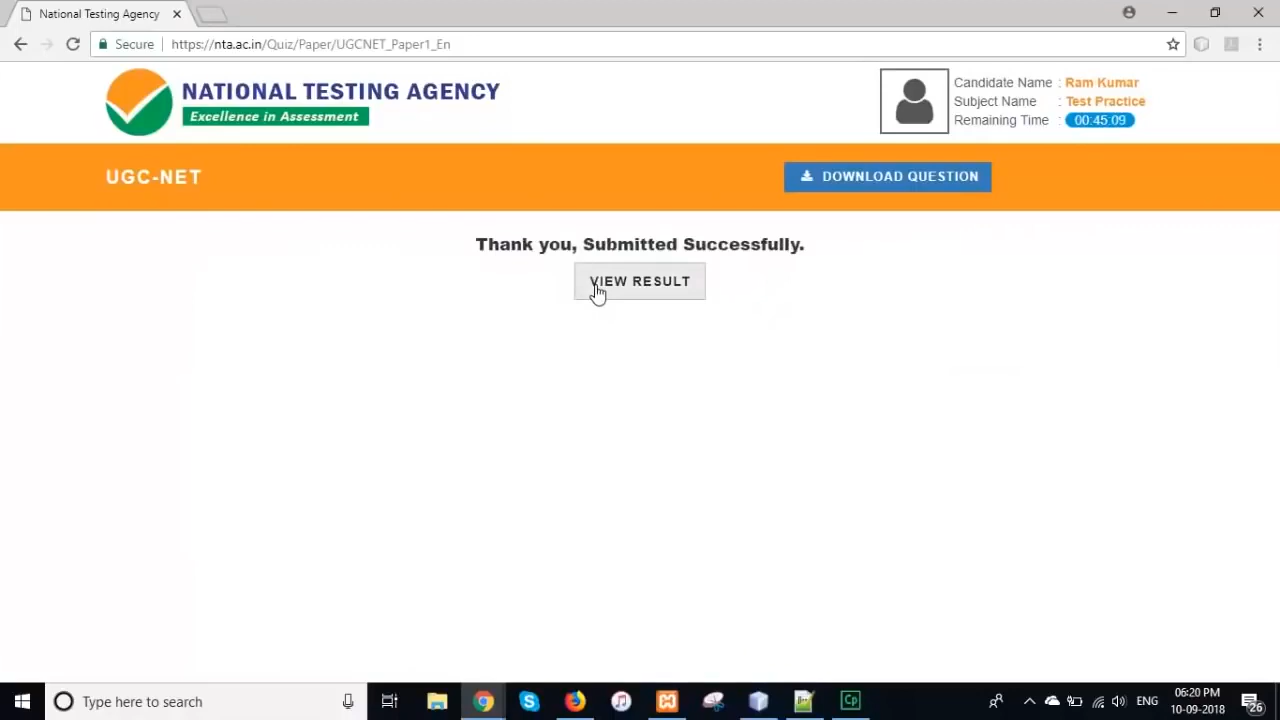 National Testing Agency
Secure
https://nta.ac.in/Quiz/Paper/UGCNET_Paper1_En
NATIONAL TESTING AGENCY
Excellence in Assessment
Candidate Name : Ram Kumar
Subject Name : Test Practice
Remaining Time : 00:45:09
UGC-NET
DOWNLOAD QUESTION
Thank you, Submitted Successfully.
VIEW RESULT
Type here to search
Cp
ENG
06:20 PM
10-09-2018
26